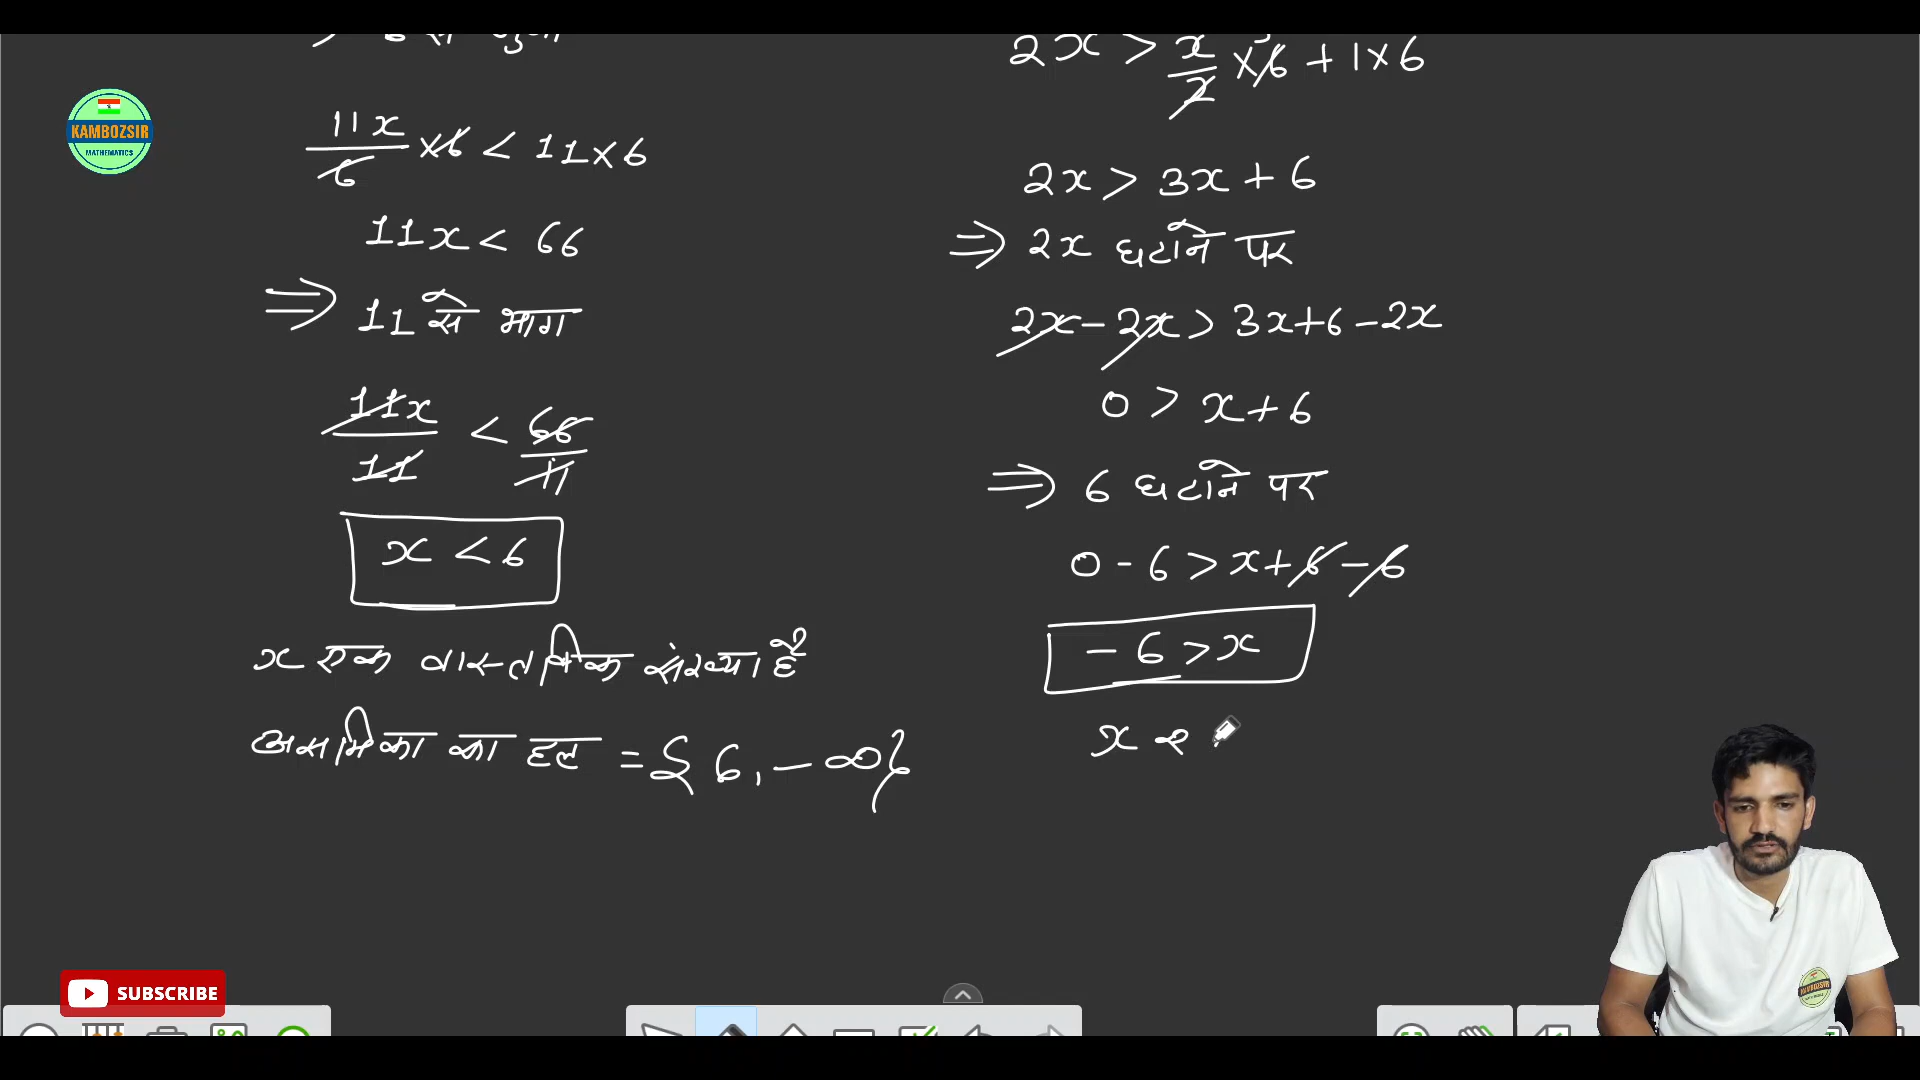 KAMBOZSIR
MATHEMATICS
11x/6 ×6 < 11×6
11x < 66
⇒ 11 से भाग
11x/11 < 66/11
x < 6
x एक वास्तविक संख्या है
असमिका का हल = { 6, -∞}
2x > x/2 ×6 3 + 1×6
2x > 3x + 6
⇒ 2x घटाने पर
2x - 2x > 3x+6-2x
0 > x+6
⇒ 6 घटाने पर
0 - 6 > x+6-6
-6 > x
x ए
SUBSCRIBE
KAMBOZSIR